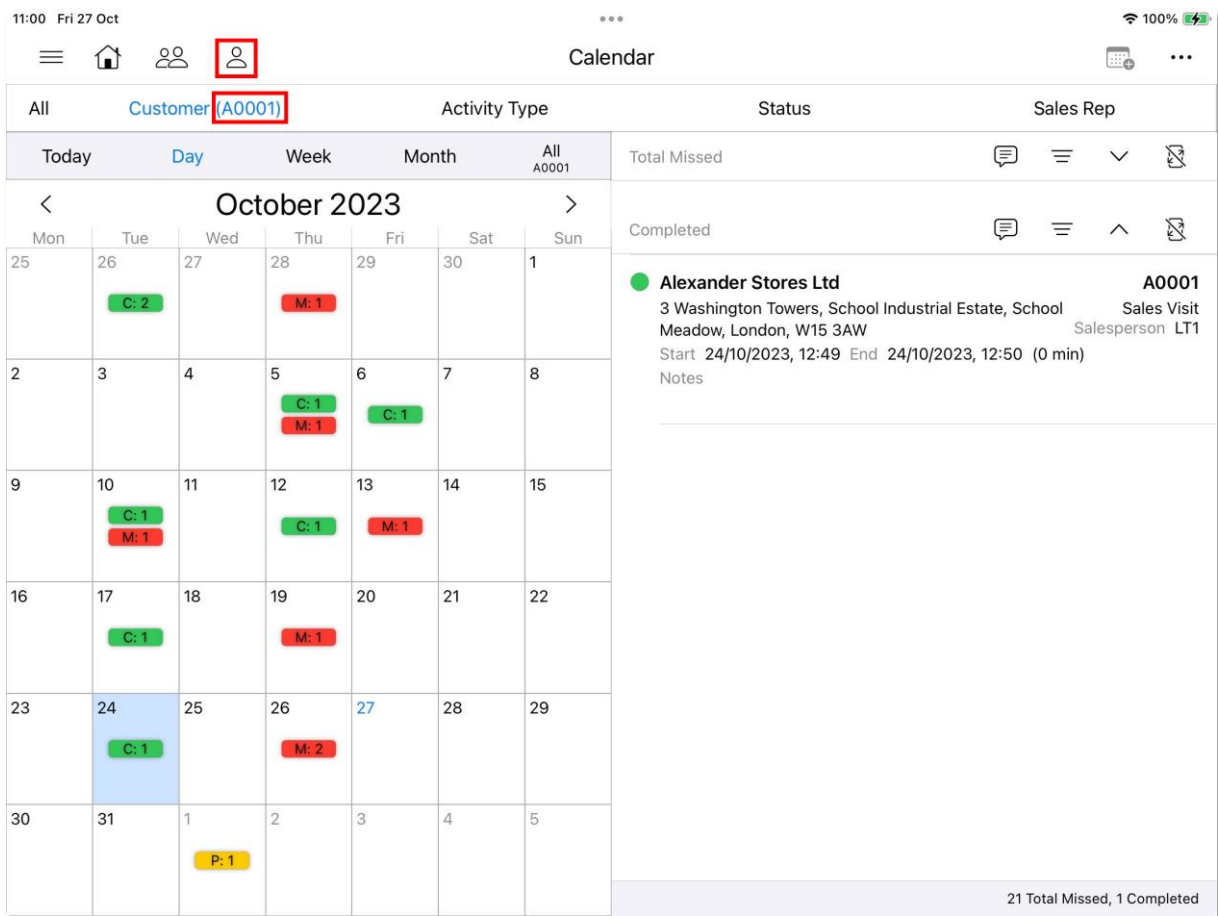 11:00 Fri 27 Oct 100%
Calendar
All Customer (A0001) Activity Type Status Sales Rep
Today Day Week Month All
A0001
October 2023
Mon Tue Wed Thu Fri Sat Sun
25 26 27 28 29 30 1
C: 2 M: 1
2 3 4 5 6 7 8
C: 1 C: 1
M: 1
9 10 11 12 13 14 15
C: 1 C: 1 M: 1
M: 1
16 17 18 19 20 21 22
C: 1 M: 1
23 24 25 26 27 28 29
C: 1 M: 2
30 31 1 2 3 4 5
P: 1
Total Missed
Completed
Alexander Stores Ltd A0001
3 Washington Towers, School Industrial Estate, School Sales Visit
Meadow, London, W15 3AW Salesperson LT1
Start 24/10/2023, 12:49 End 24/10/2023, 12:50 (0 min)
Notes
21 Total Missed, 1 Completed